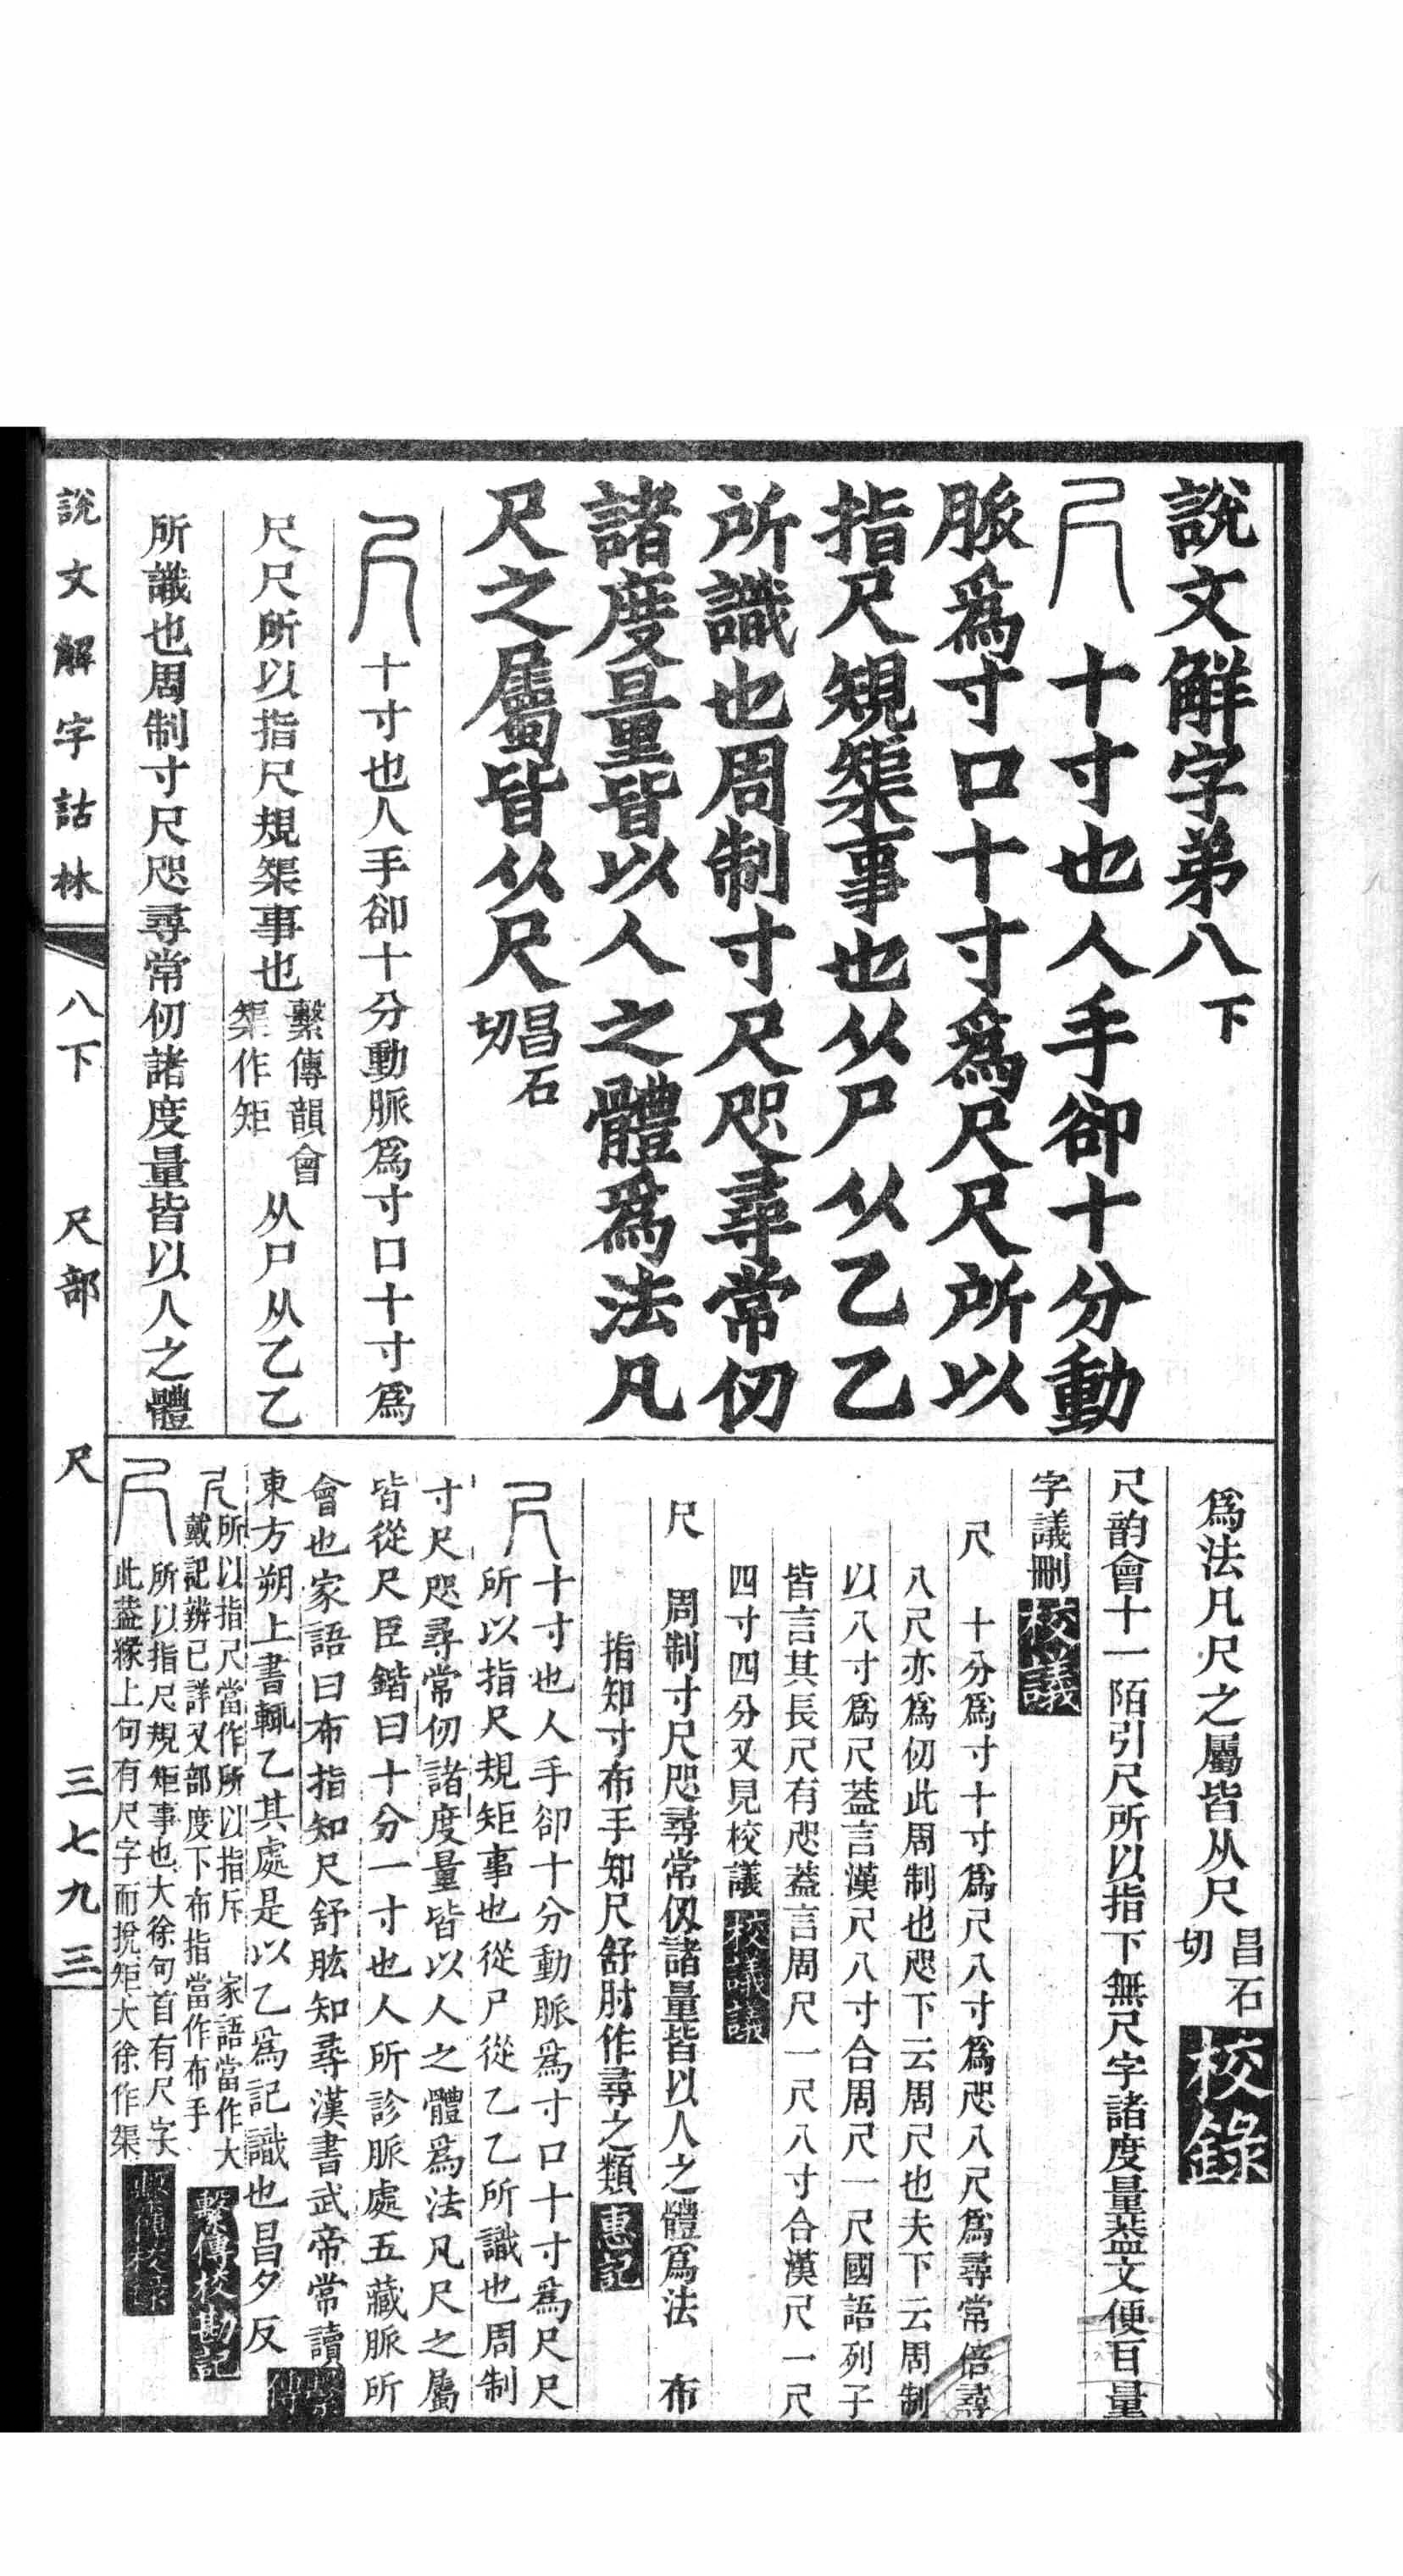 說文解字弟八下
尺十寸也人手卻十分動
脈爲寸口十寸爲尺尺所以
指尺規榘事也从尸从乙乙
所識也周制寸尺咫尋常仞
諸度量皆以人之體爲法凡
尺之屬皆从尺昌石切
尺十寸也人手卻十分動脈爲寸口十寸爲
尺尺所以指尺規榘事也繫傳韻會榘作矩从尸从乙乙
所識也周制寸尺咫尋常仞諸度量皆以人之體
爲法凡尺之屬皆从尺昌石切校錄
尺韵會十一陌引尺所以指下無尺字諸度量葢文便百量
字議刪校議
尺 十分爲寸十寸爲尺八寸爲咫八尺爲尋常倍尋
八尺亦爲仞此周制也咫下云周尺也夫下云周制
以八寸爲尺葢言漢尺八寸合周尺一尺國語列子
皆言其長尺有咫葢言周尺一尺八寸合漢尺一尺
四寸四分又見校議校議議
尺 周制寸尺咫尋常仭諸量皆以人之體爲法 布
指知寸布手知尺舒肘作尋之類惠記
尺十寸也人手卻十分動脈爲寸口十寸爲尺尺
所以指尺規矩事也從尸從乙乙所識也周制
寸尺咫尋常仞諸度量皆以人之體爲法凡尺之屬
皆從尺臣鍇曰十分一寸也人所診脈處五藏脈所
會也家語曰布指知尺舒肱知尋漢書武帝常讀
東方朔上書輒乙其處是以乙爲記識也昌夕反繫傳
尺所以指尺當作所以指斥 家語當作大
戴記辨已詳又部度下布指當作布手繫傳校勘記
尺所以指尺規矩事也大徐句首有尺字
此葢㴍上句有尺字而挩矩大徐作榘繫傳校錄
說文解字詁林 八下 尺部 尺 三七九三